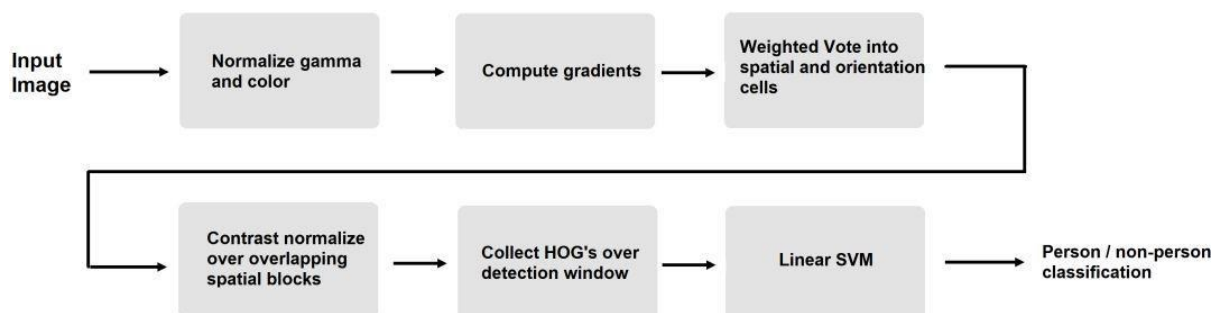 Input
Image
Normalize gamma
and color
Compute gradients
Weighted Vote into
spatial and orientation
cells
Contrast normalize
over overlapping
spatial blocks
Collect HOG's over
detection window
Linear SVM
Person / non-person
classification